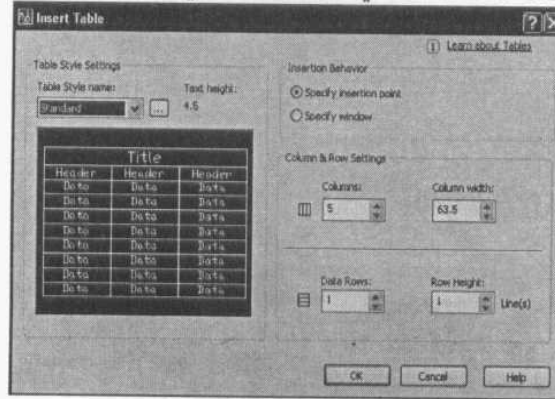 Insert Table
Learn about Tables
Table Style Settings
Table Style name:
Text height:
Standard
...
4.5
Title
Header Header Header
Data Data Data
Data Data Data
Data Data Data
Data Data Data
Data Data Data
Data Data Data
Data Data Data
Data Data Data
Insertion Behavior
Specify insertion point
Specify window
Column & Row Settings
Columns:
Column width:
5
63.5
Data Rows:
Row Height:
1
1
Line(s)
OK
Cancel
Help